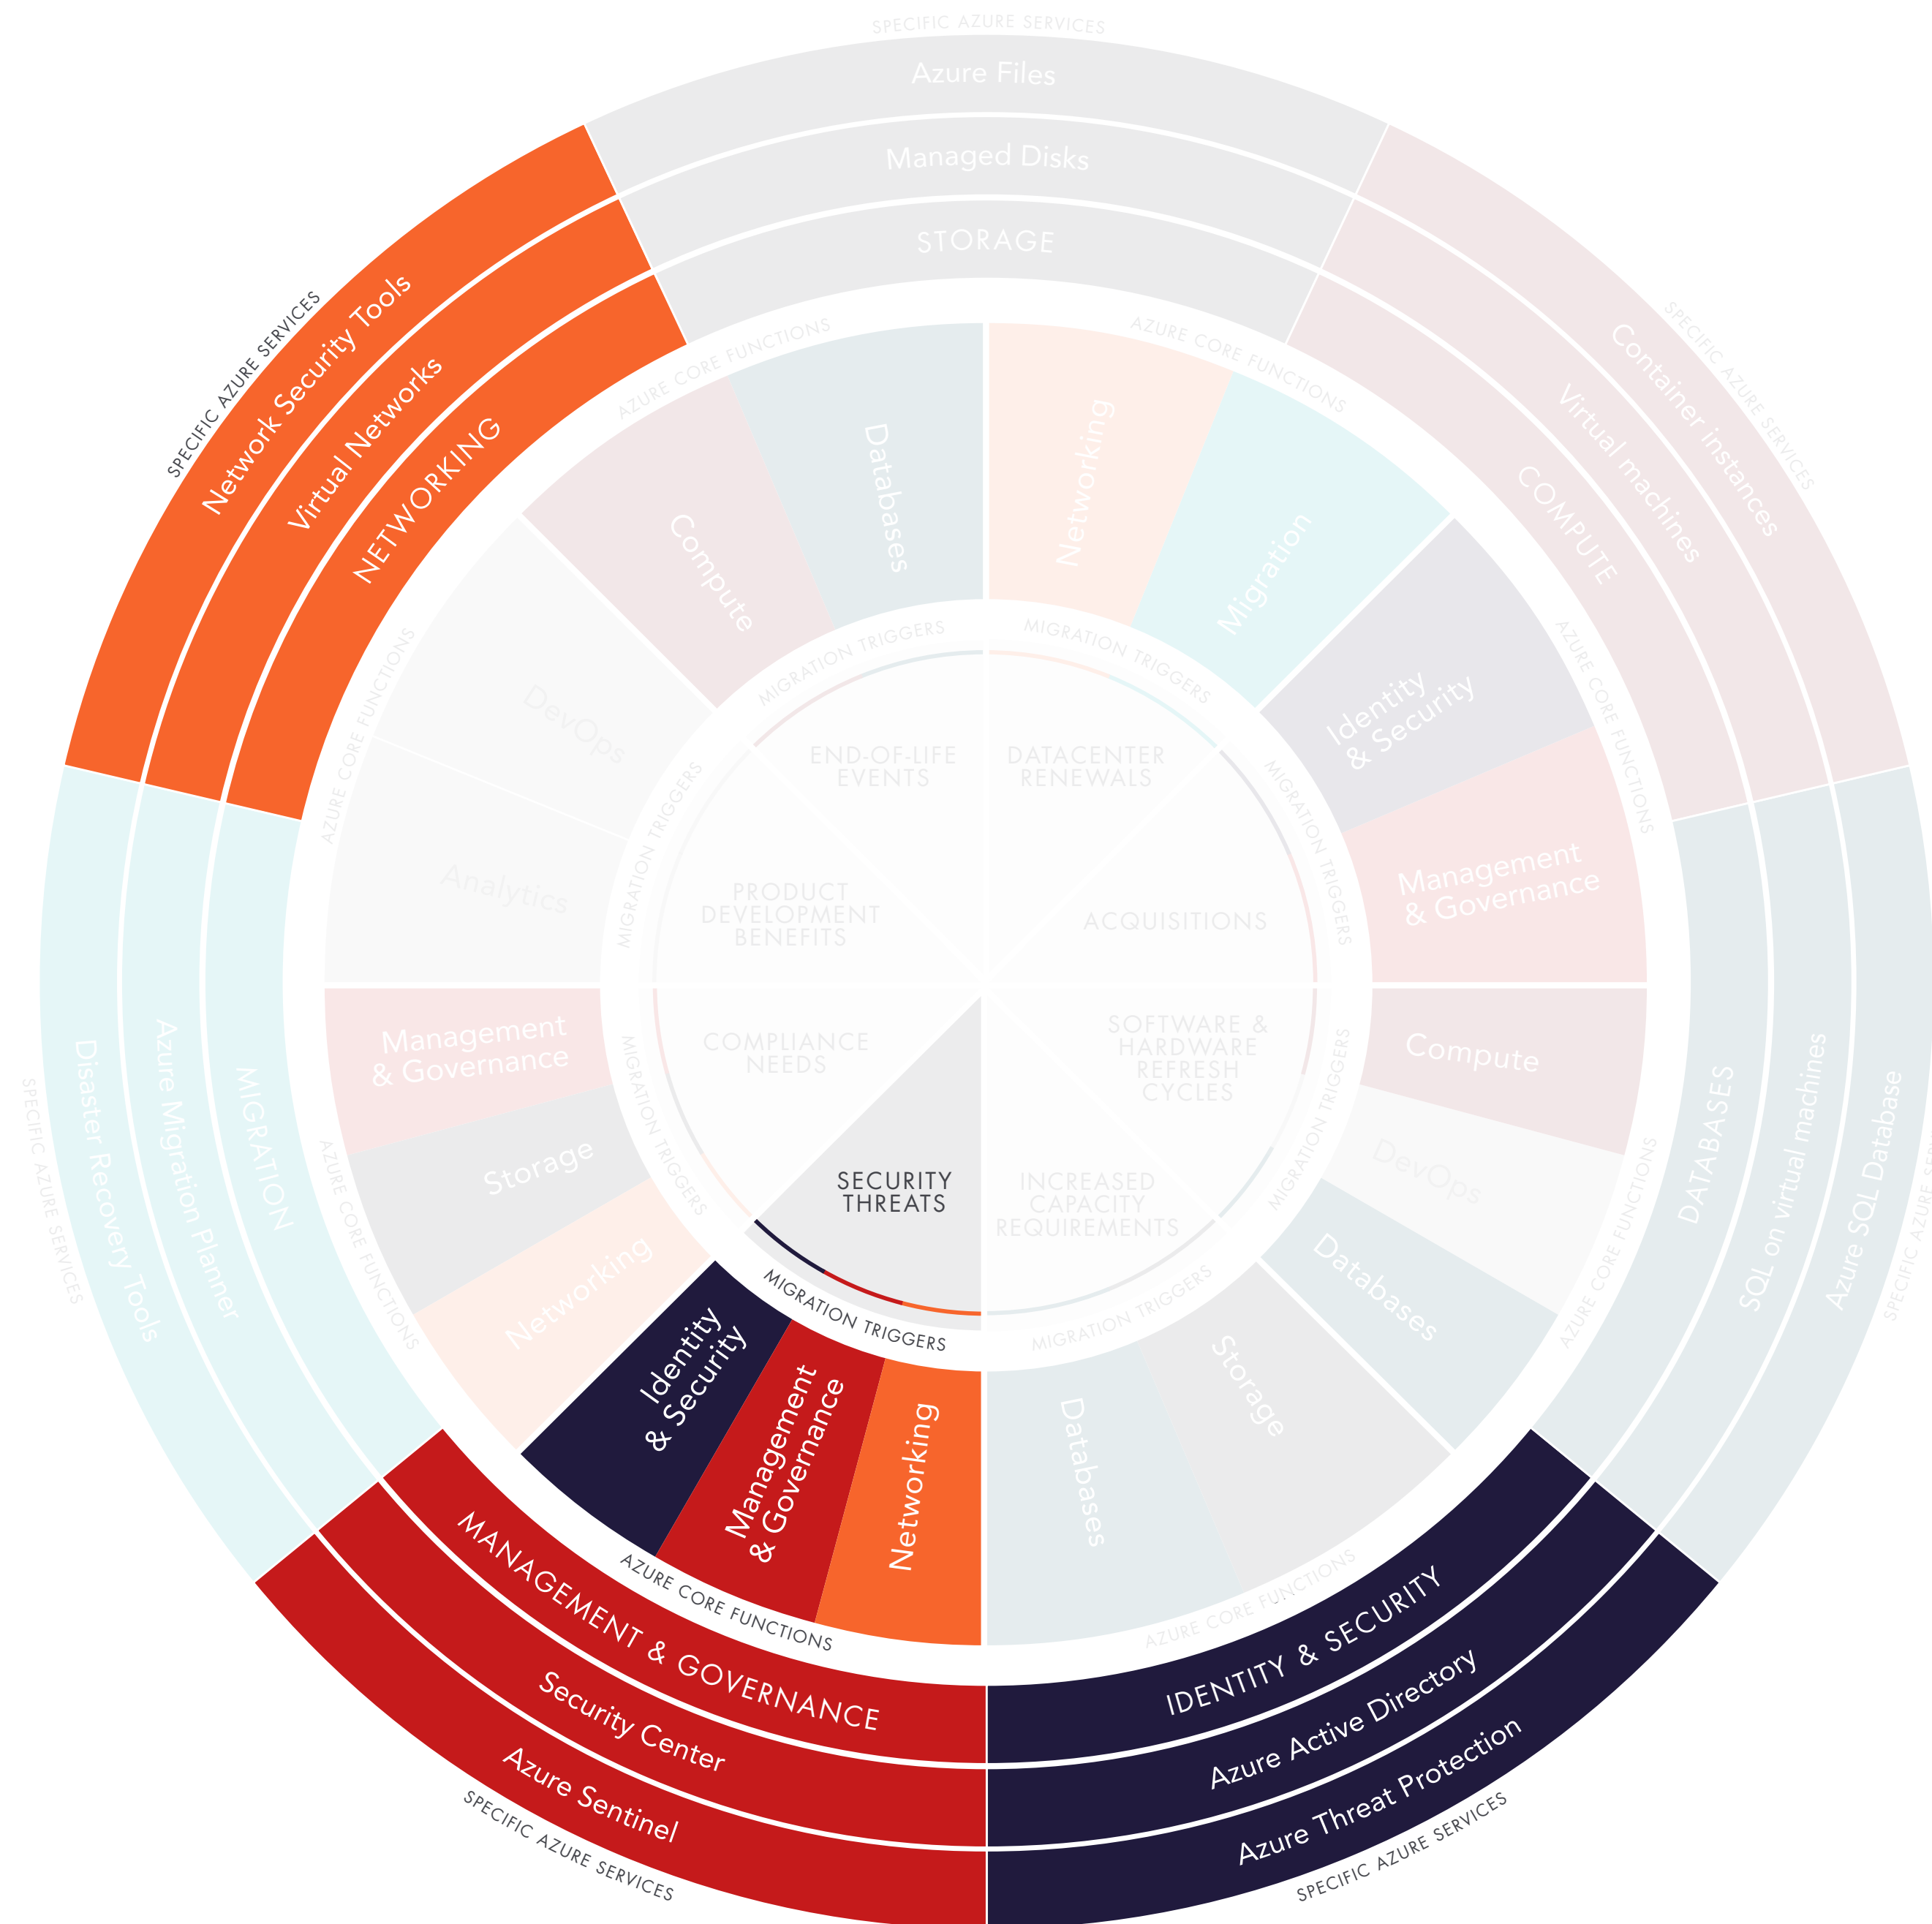 SPECIFIC AZURE SERVICES
Azure Files
Managed Disks
STORAGE
SPECIFIC AZURE SERVICES
Container instances
Virtual machines
COMPUTE
SPECIFIC AZURE SERVICES
Azure SQL Database
SQL on virtual machines
DATABASES
SPECIFIC AZURE SERVICES
Azure Threat Protection
Azure Active Directory
IDENTITY & SECURITY
SPECIFIC AZURE SERVICES
Azure Sentinel
Security Center
MANAGEMENT & GOVERNANCE
SPECIFIC AZURE SERVICES
Disaster Recovery Tools
Azure Migration Planner
MIGRATION
SPECIFIC AZURE SERVICES
Network Security Tools
Virtual Networks
NETWORKING
AZURE CORE FUNCTIONS
Networking
Migration
MIGRATION TRIGGERS
DATACENTER
RENEWALS
AZURE CORE FUNCTIONS
Identity
& Security
Management
& Governance
MIGRATION TRIGGERS
ACQUISITIONS
AZURE CORE FUNCTIONS
Compute
DevOps
Databases
MIGRATION TRIGGERS
SOFTWARE &
HARDWARE
REFRESH
CYCLES
AZURE CORE FUNCTIONS
Storage
Databases
MIGRATION TRIGGERS
INCREASED
CAPACITY
REQUIREMENTS
AZURE CORE FUNCTIONS
Networking
Management
& Governance
Identity
& Security
MIGRATION TRIGGERS
SECURITY
THREATS
AZURE CORE FUNCTIONS
Networking
Storage
Management
& Governance
MIGRATION TRIGGERS
COMPLIANCE
NEEDS
AZURE CORE FUNCTIONS
Analytics
DevOps
MIGRATION TRIGGERS
PRODUCT
DEVELOPMENT
BENEFITS
AZURE CORE FUNCTIONS
Compute
Databases
MIGRATION TRIGGERS
END-OF-LIFE
EVENTS